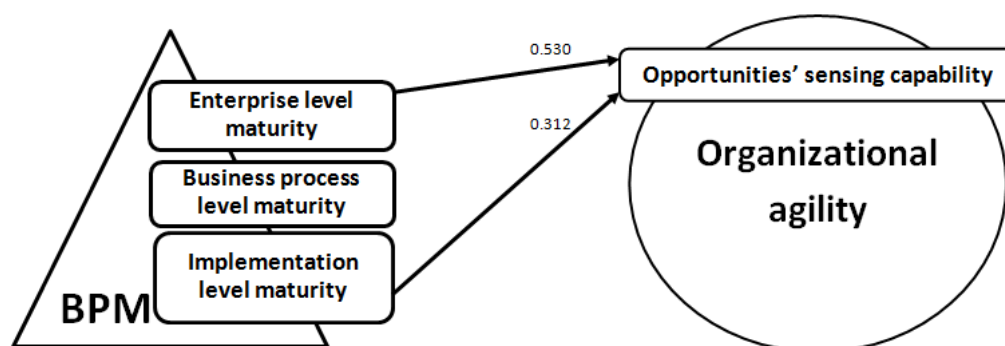 0.530
Opportunities’ sensing capability
Enterprise level
maturity
0.312
Organizational
agility
Business process
level maturity
Implementation
level maturity
BPM